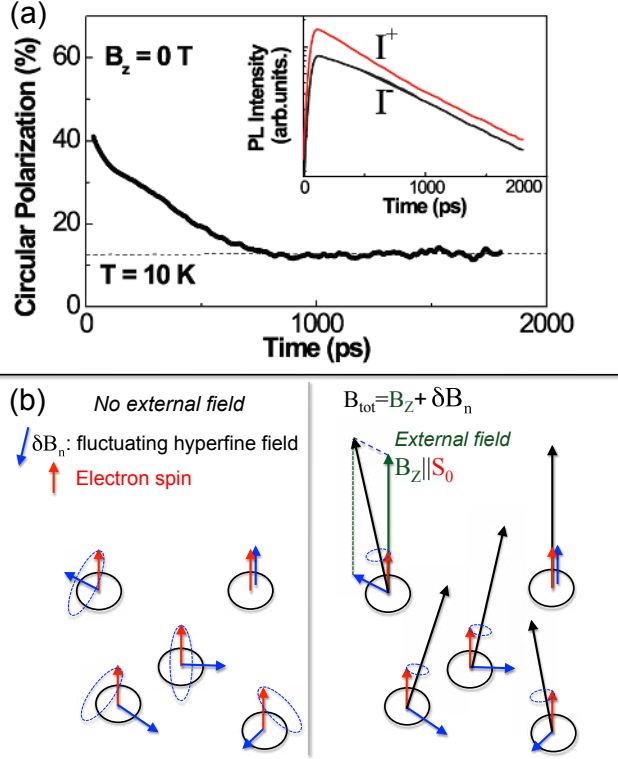 (a)
B_z = 0 T
Circular Polarization (%)
60
40
20
0
T = 10 K
0
1000
2000
Time (ps)
PL Intensity
(arb.units.)
I⁺
I⁻
0
1000
2000
Time (ps)
(b)
No external field
δB_n: fluctuating hyperfine field
Electron spin
B_tot=B_Z+ δB_n
External field
B_Z||S_0